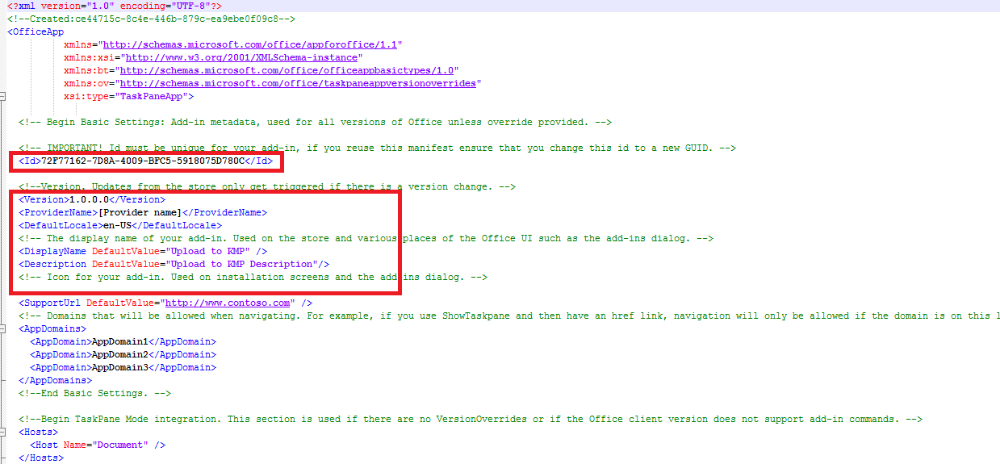 <?xml version="1.0" encoding="UTF-8"?>
<!--Created:ce44715c-8c4e-446b-879c-ea9ebe0f09c8-->
<OfficeApp
xmlns="http://schemas.microsoft.com/office/appforoffice/1.1"
xmlns:xsi="http://www.w3.org/2001/XMLSchema-instance"
xmlns:bt="http://schemas.microsoft.com/office/officeappbasictypes/1.0"
xmlns:ov="http://schemas.microsoft.com/office/taskpaneappversionoverrides"
xsi:type="TaskPaneApp">
<!-- Begin Basic Settings: Add-in metadata, used for all versions of Office unless override provided. -->
<!-- IMPORTANT! Id must be unique for your add-in, if you reuse this manifest ensure that you change this id to a new GUID. -->
<Id>72F77162-7D8A-4009-BFC5-5918075D780C</Id>
<!--Version. Updates from the store only get triggered if there is a version change. -->
<Version>1.0.0.0</Version>
<ProviderName>[Provider name]</ProviderName>
<DefaultLocale>en-US</DefaultLocale>
<!-- The display name of your add-in. Used on the store and various places of the Office UI such as the add-ins dialog. -->
<DisplayName DefaultValue="Upload to KMP" />
<Description DefaultValue="Upload to KMP Description"/>
<!-- Icon for your add-in. Used on installation screens and the add-ins dialog. -->
<SupportUrl DefaultValue="http://www.contoso.com" />
<!-- Domains that will be allowed when navigating. For example, if you use ShowTaskpane and then have an href link, navigation will only be allowed if the domain is on this
<AppDomains>
<AppDomain>AppDomain1</AppDomain>
<AppDomain>AppDomain2</AppDomain>
<AppDomain>AppDomain3</AppDomain>
</AppDomains>
<!--End Basic Settings. -->
<!--Begin TaskPane Mode integration. This section is used if there are no VersionOverrides or if the Office client version does not support add-in commands. -->
<Hosts>
<Host Name="Document" />
</Hosts>